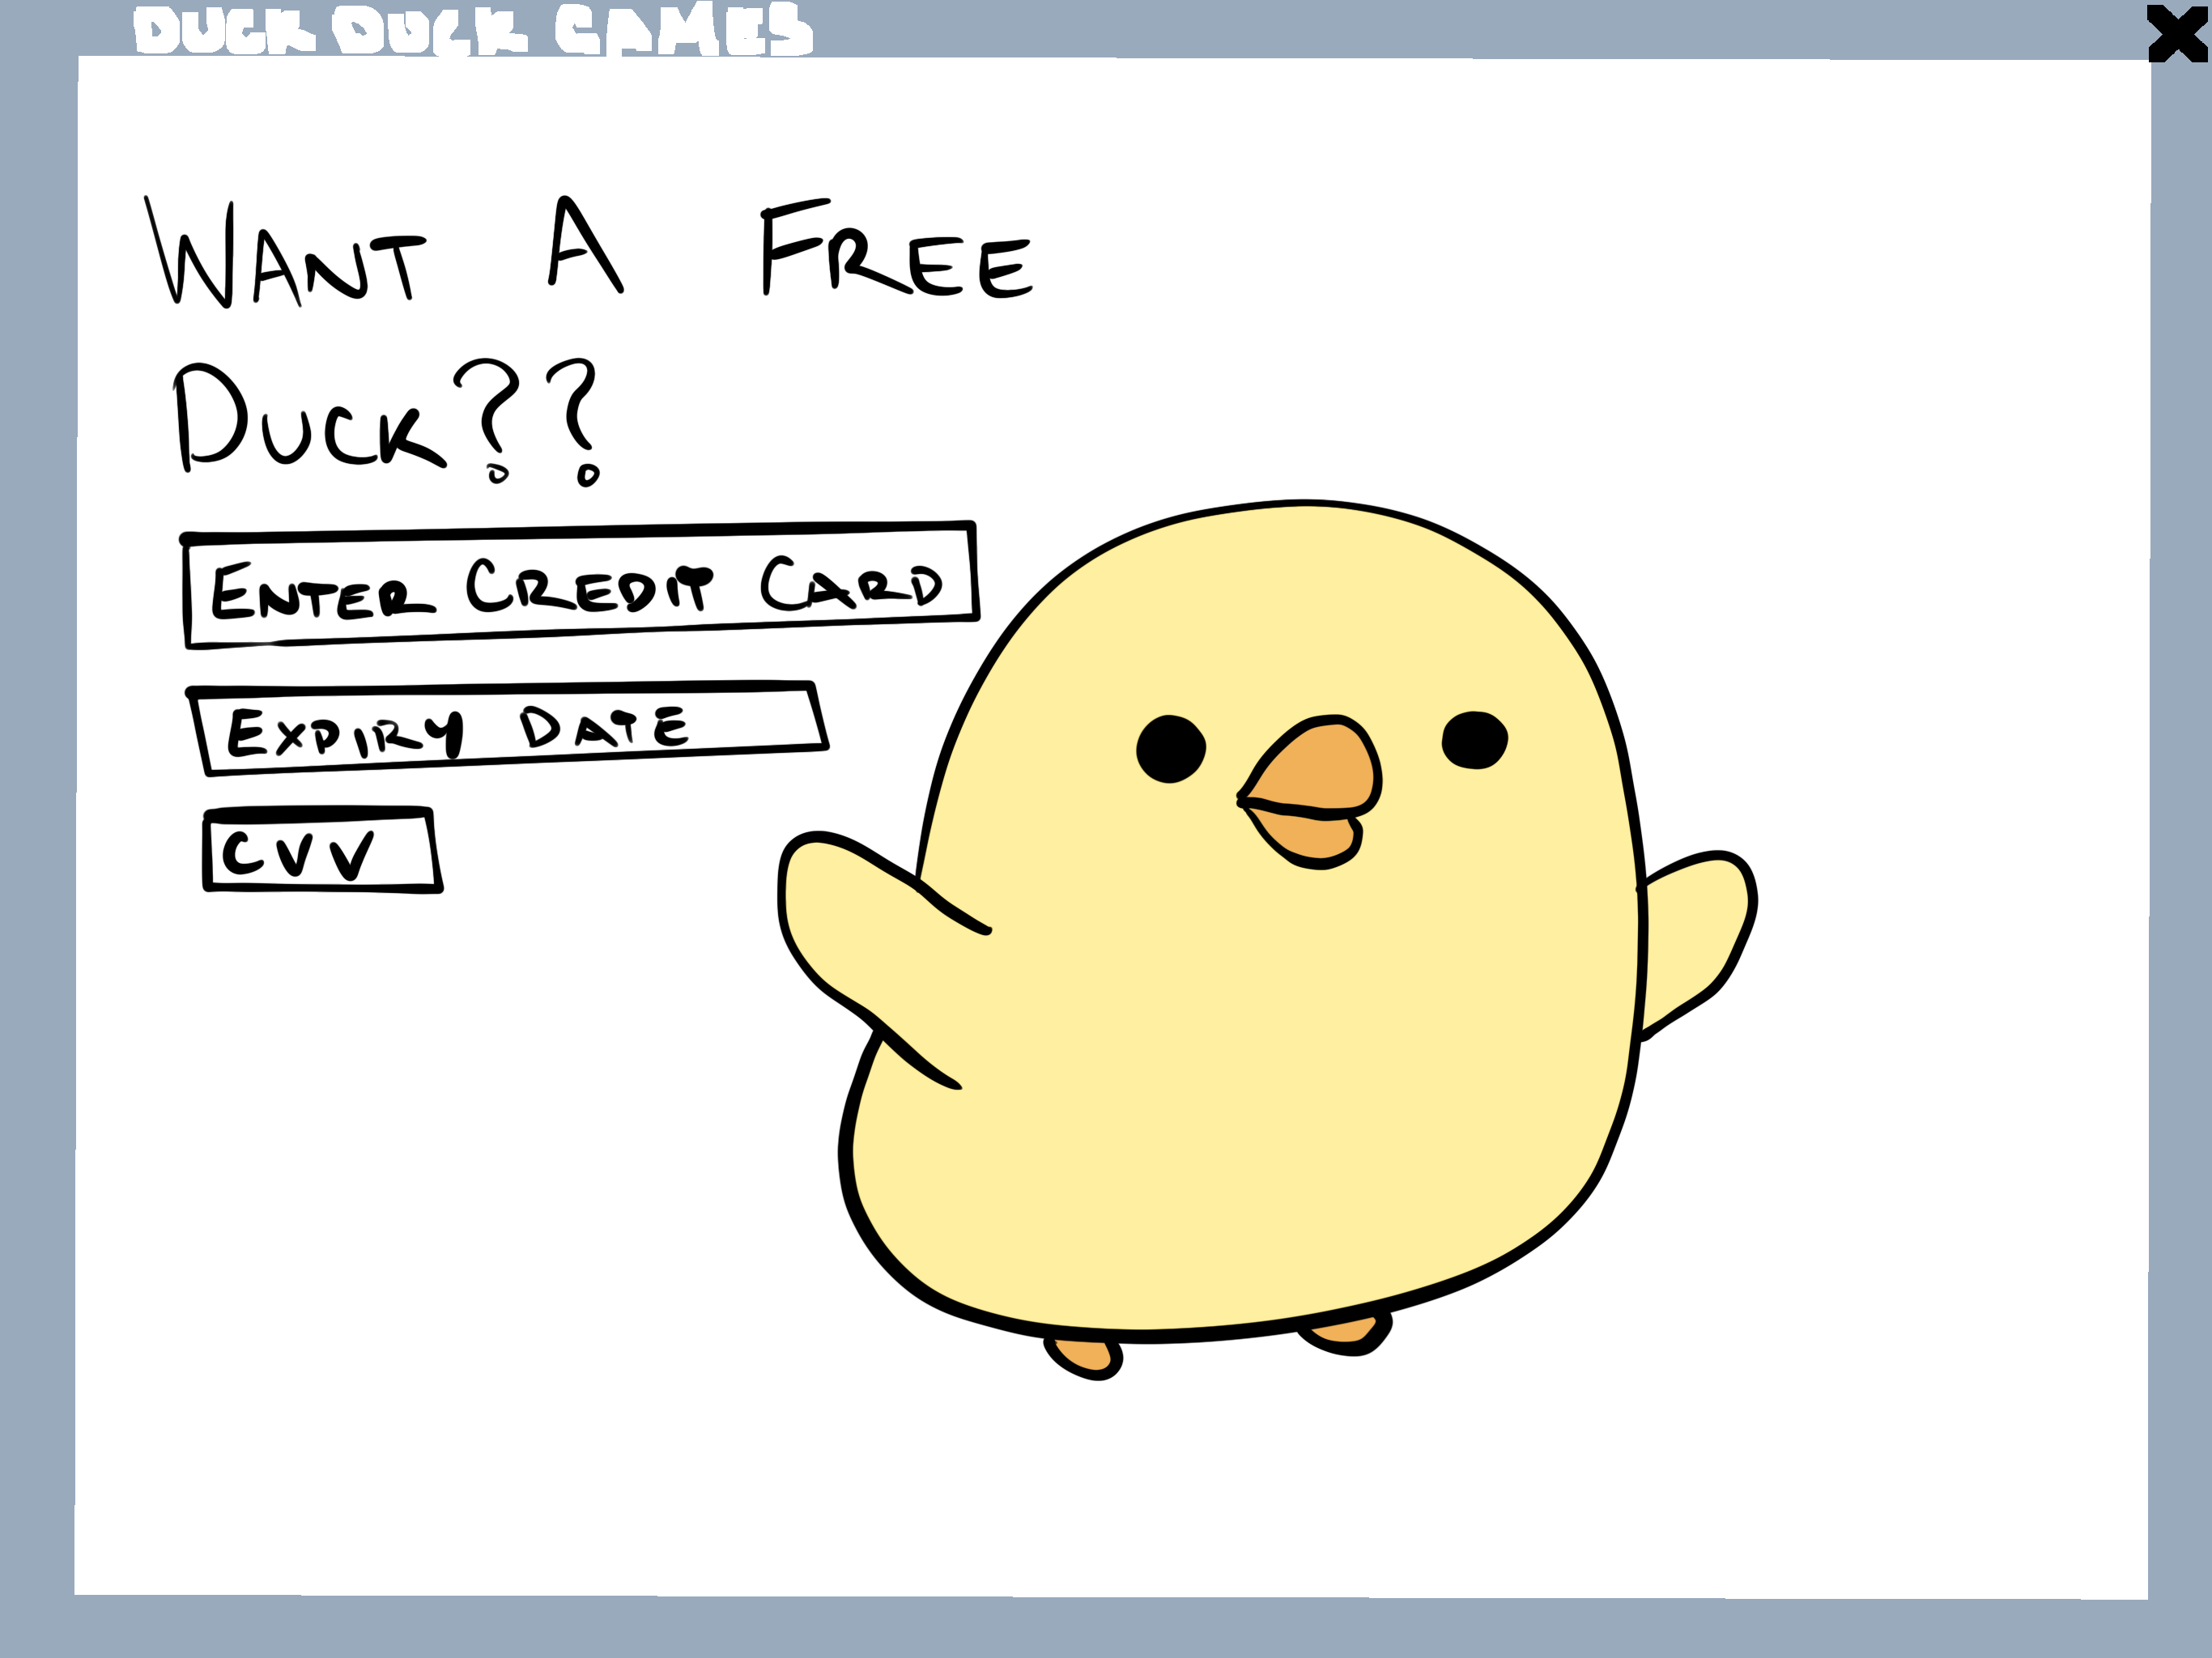 DUCK DUCK GAMES
WANT A FREE
DUCK??
ENTER CREDIT CARD
EXPIRY DATE
CVV